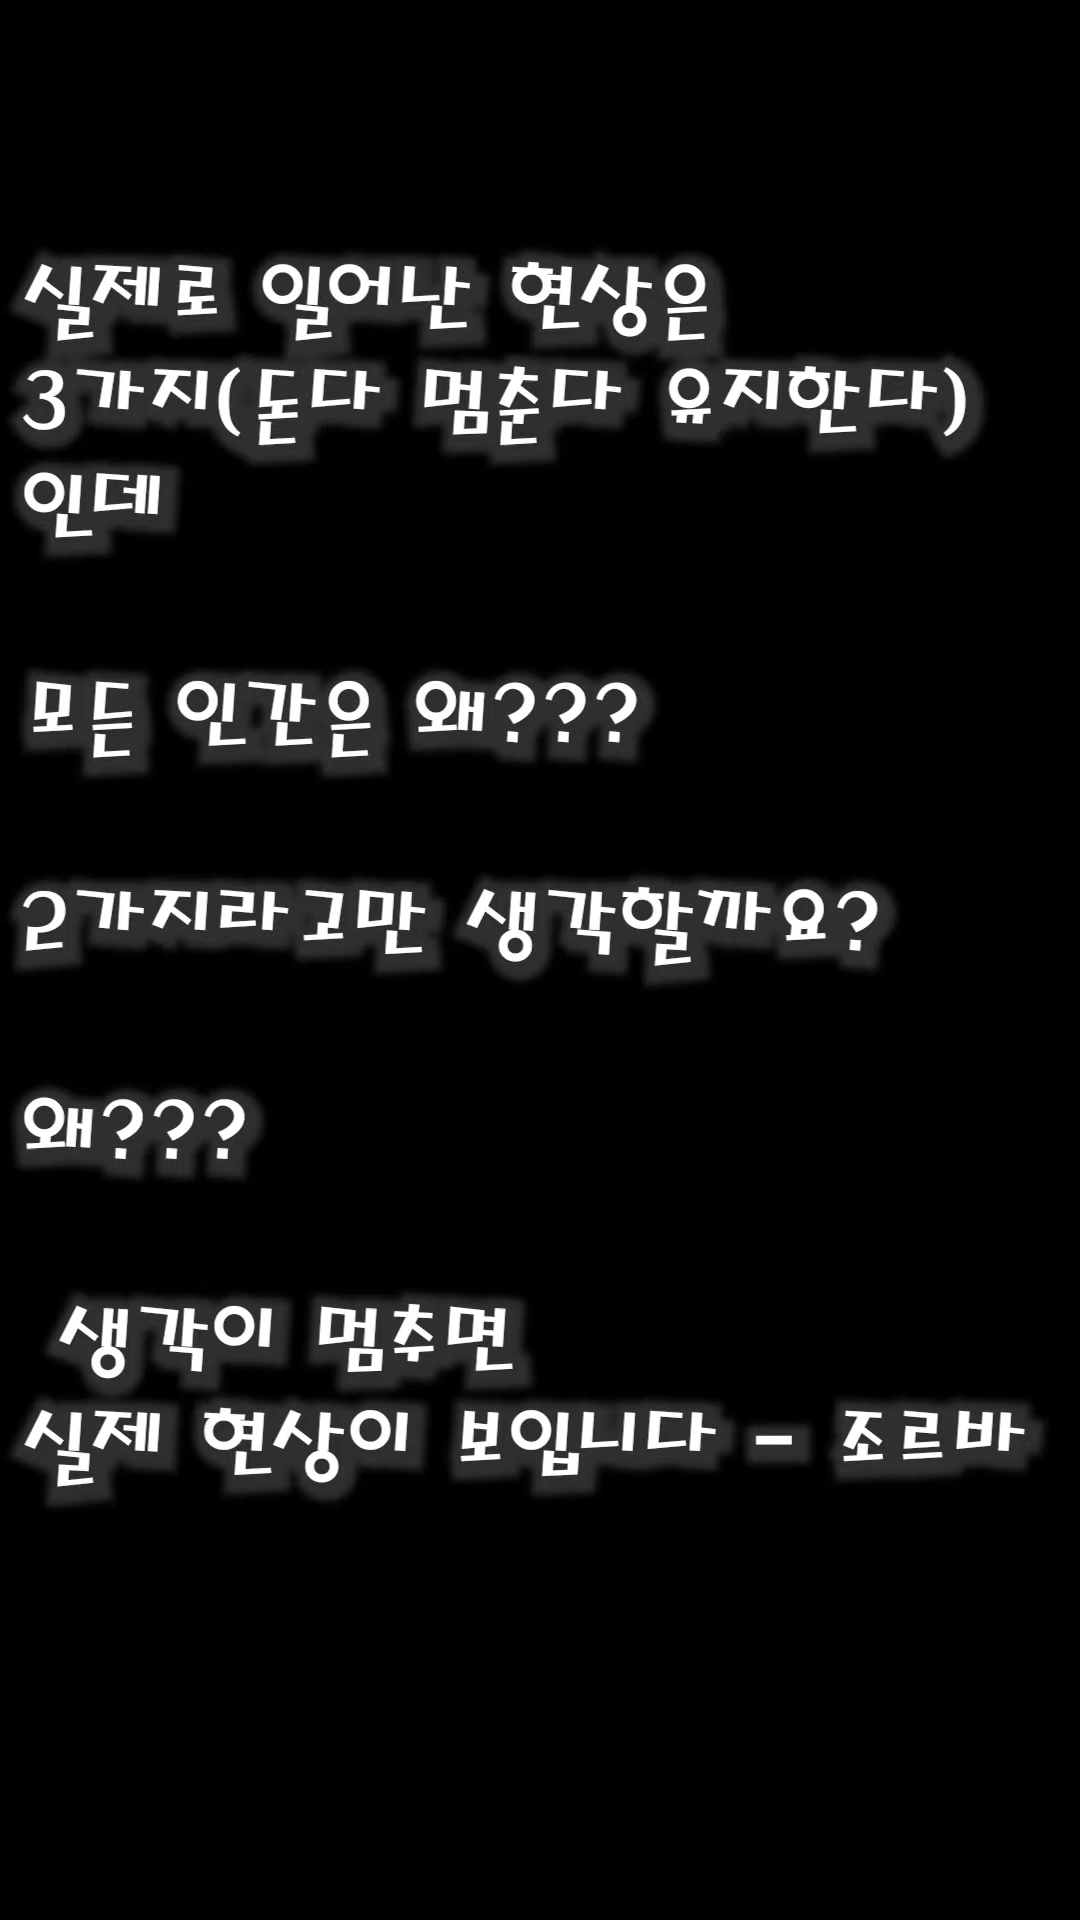 실제로 일어난 현상은
3가지(돈다 멈춘다 유지한다)
인데
모든 인간은 왜???
2가지라고만 생각할까요?
왜???
생각이 멈추면
실제 현상이 보입니다 - 조르바